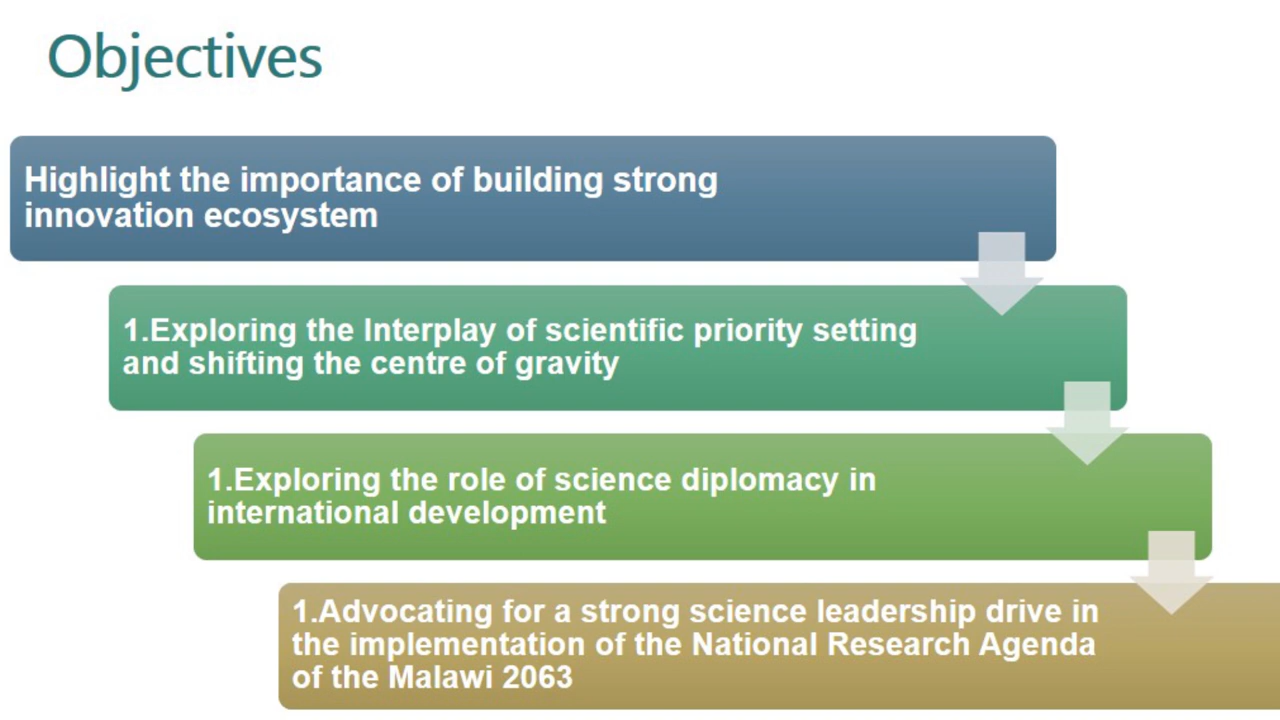 Objectives
Highlight the importance of building strong
innovation ecosystem
1.Exploring the Interplay of scientific priority setting
and shifting the centre of gravity
1.Exploring the role of science diplomacy in
international development
1.Advocating for a strong science leadership drive in
the implementation of the National Research Agenda
of the Malawi 2063